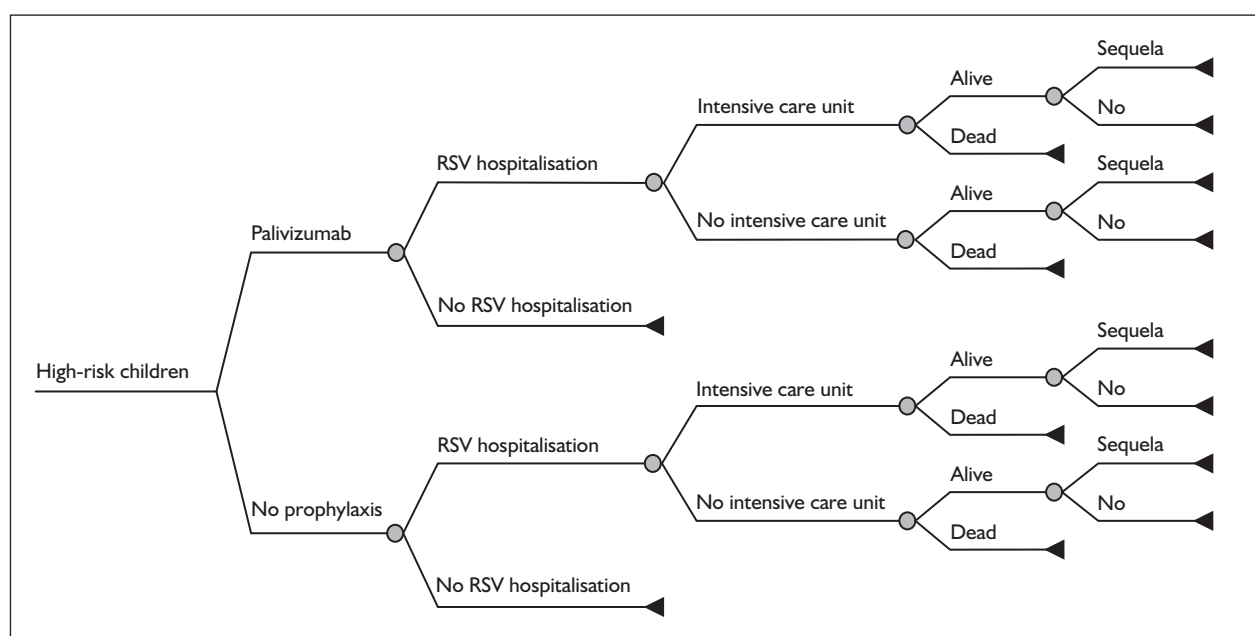 Sequela
Alive
Intensive care unit
No
Dead
RSV hospitalisation
Sequela
Alive
No intensive care unit
No
Palivizumab
Dead
No RSV hospitalisation
Sequela
High-risk children
Alive
Intensive care unit
No
Dead
RSV hospitalisation
Sequela
Alive
No intensive care unit
No
No prophylaxis
Dead
No RSV hospitalisation